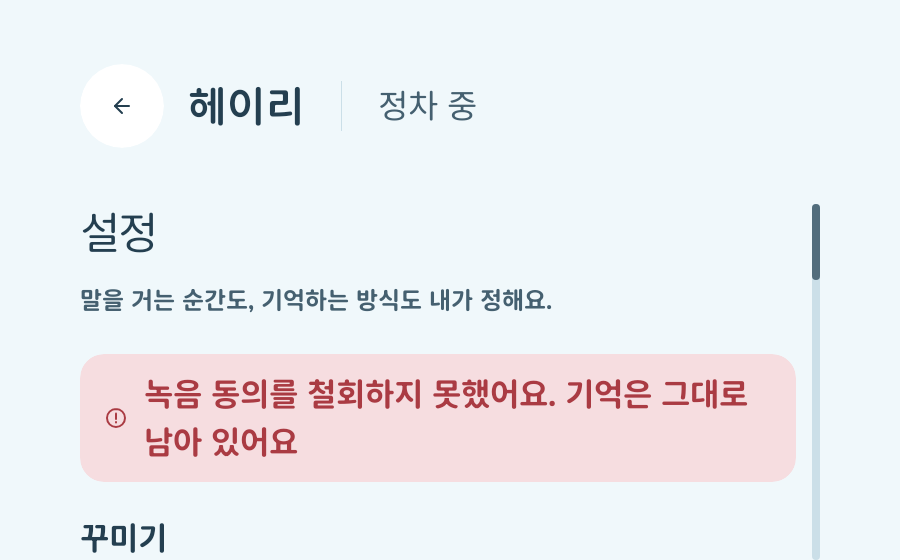 헤이리
정차 중
설정
말을 거는 순간도, 기억하는 방식도 내가 정해요.
녹음 동의를 철회하지 못했어요. 기억은 그대로
남아 있어요
꾸미기